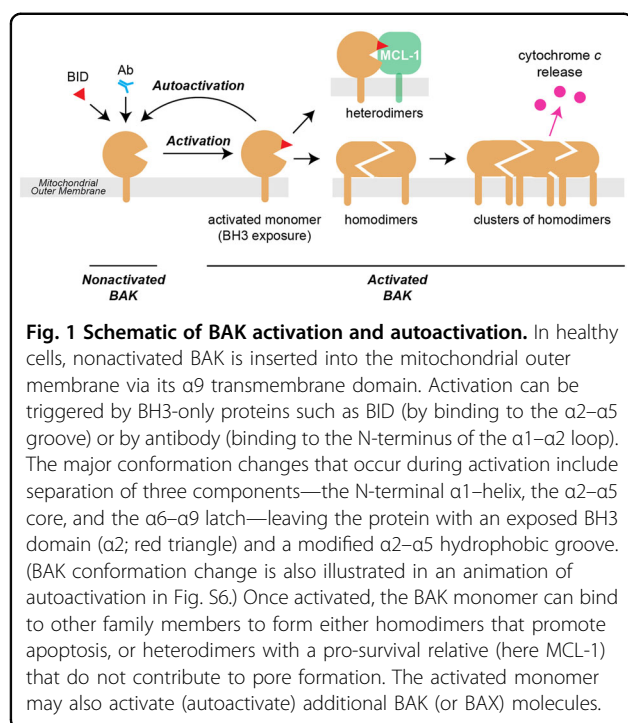 BID
Ab
Autoactivation
Activation
MCL-1
heterodimers
cytochrome c
release
Mitochondrial
Outer Membrane
activated monomer
(BH3 exposure)
homodimers
clusters of homodimers
Nonactivated
BAK
Activated
BAK
Fig. 1 Schematic of BAK activation and autoactivation. In healthy
cells, nonactivated BAK is inserted into the mitochondrial outer
membrane via its α9 transmembrane domain. Activation can be
triggered by BH3-only proteins such as BID (by binding to the α2–α5
groove) or by antibody (binding to the N-terminus of the α1–α2 loop).
The major conformation changes that occur during activation include
separation of three components—the N-terminal α1–helix, the α2–α5
core, and the α6–α9 latch—leaving the protein with an exposed BH3
domain (α2; red triangle) and a modified α2–α5 hydrophobic groove.
(BAK conformation change is also illustrated in an animation of
autoactivation in Fig. S6.) Once activated, the BAK monomer can bind
to other family members to form either homodimers that promote
apoptosis, or heterodimers with a pro-survival relative (here MCL-1)
that do not contribute to pore formation. The activated monomer
may also activate (autoactivate) additional BAK (or BAX) molecules.